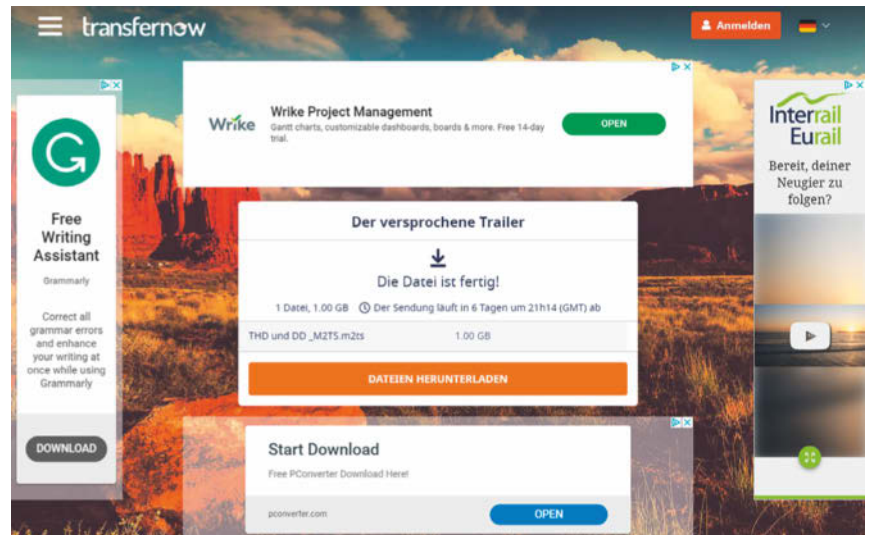 transfernow
Anmelden
Wrike
Wrike Project Management
Gantt charts, customizable dashboards, boards & more. Free 14-day
trial.
OPEN
G
Free
Writing
Assistant
Grammarly
Correct all
grammar errors
and enhance
your writing at
once while using
Grammarly
DOWNLOAD
Der versprochene Trailer
Die Datei ist fertig!
1 Datei, 1.00 GB Der Sendung läuft in 6 Tagen um 21h14 (GMT) ab
THD und DD _M2TS.m2ts 1.00 GB
DATEIEN HERUNTERLADEN
Start Download
Free PConverter Download Here!
pconverter.com
OPEN
Interrail
Eurail
Bereit, deiner
Neugier zu
folgen?